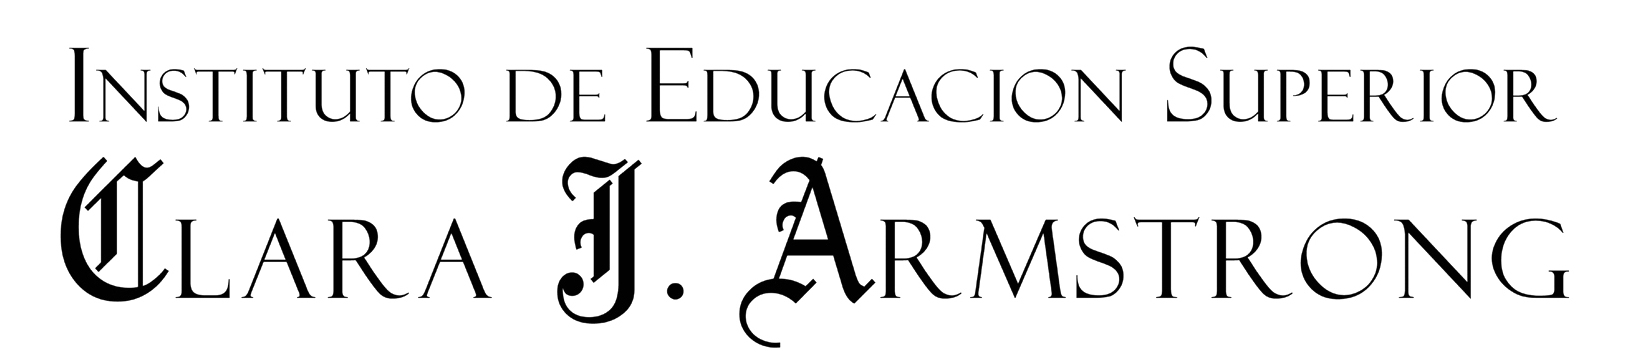 Instituto de Educacion Superior
Clara J. Armstrong